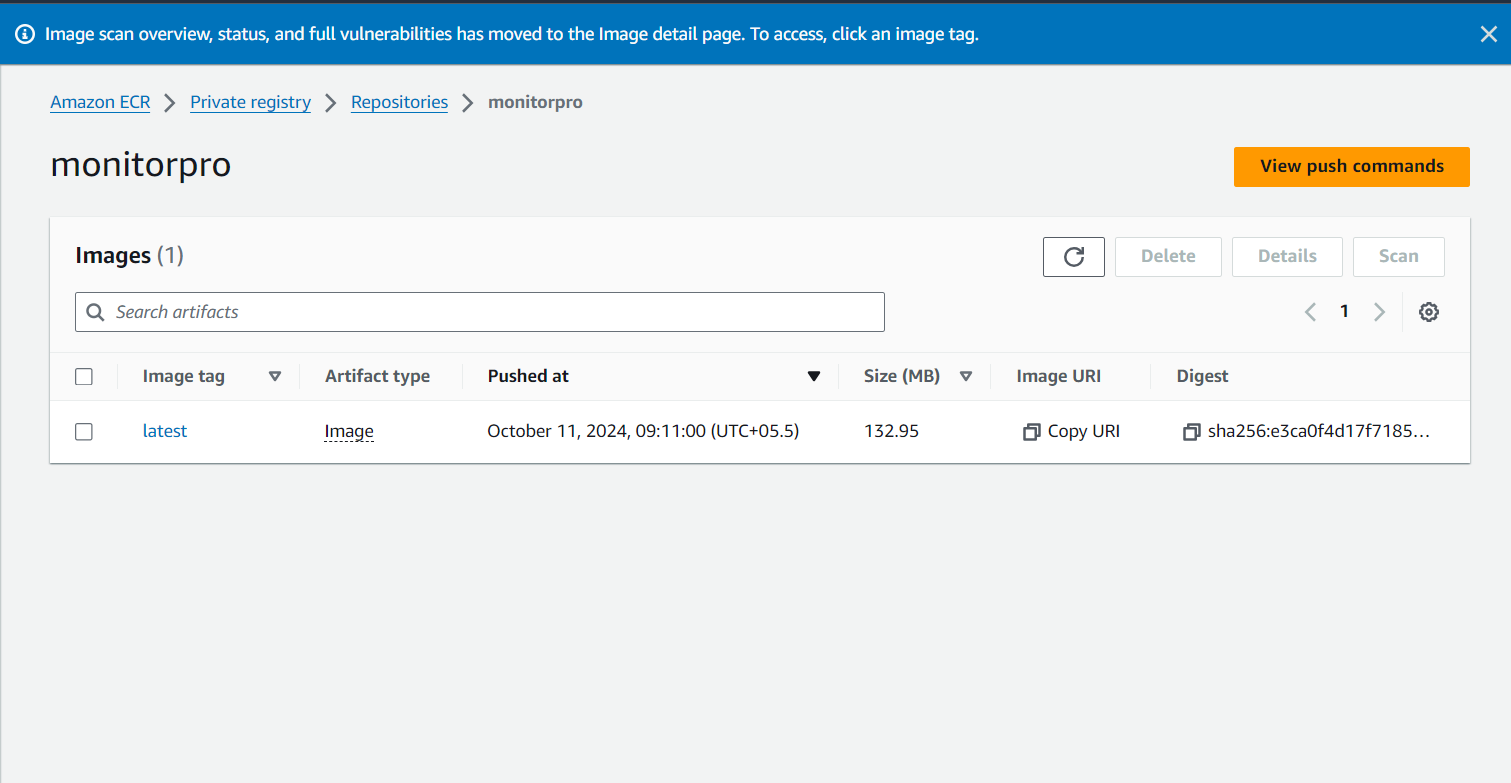 Image scan overview, status, and full vulnerabilities has moved to the Image detail page. To access, click an image tag.
Amazon ECR Private registry Repositories monitorpro
monitorpro
View push commands
Images (1)
Delete Details Scan
Search artifacts
1
Image tag Artifact type Pushed at Size (MB) Image URI Digest
latest Image October 11, 2024, 09:11:00 (UTC+05.5) 132.95 Copy URI sha256:e3ca0f4d17f7185...